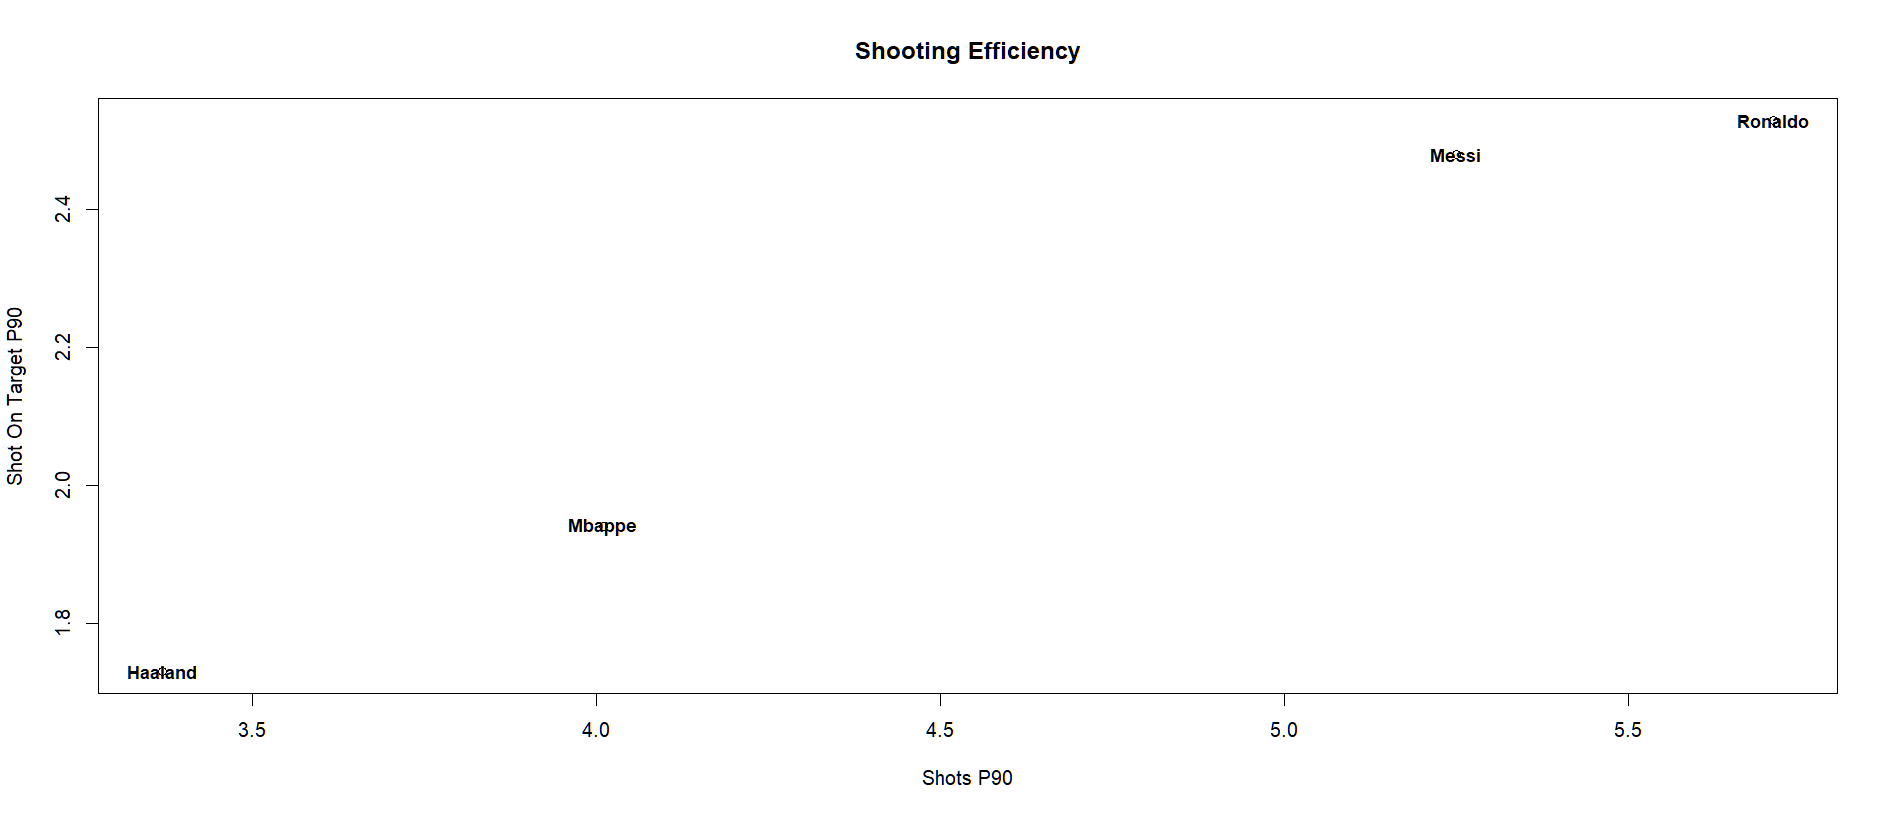 Shooting Efficiency
Ronaldo
Messi
2.4
2.2
Shot On Target P90
2.0
Mbappe
1.8
Haaland
3.5 4.0 4.5 5.0 5.5
Shots P90